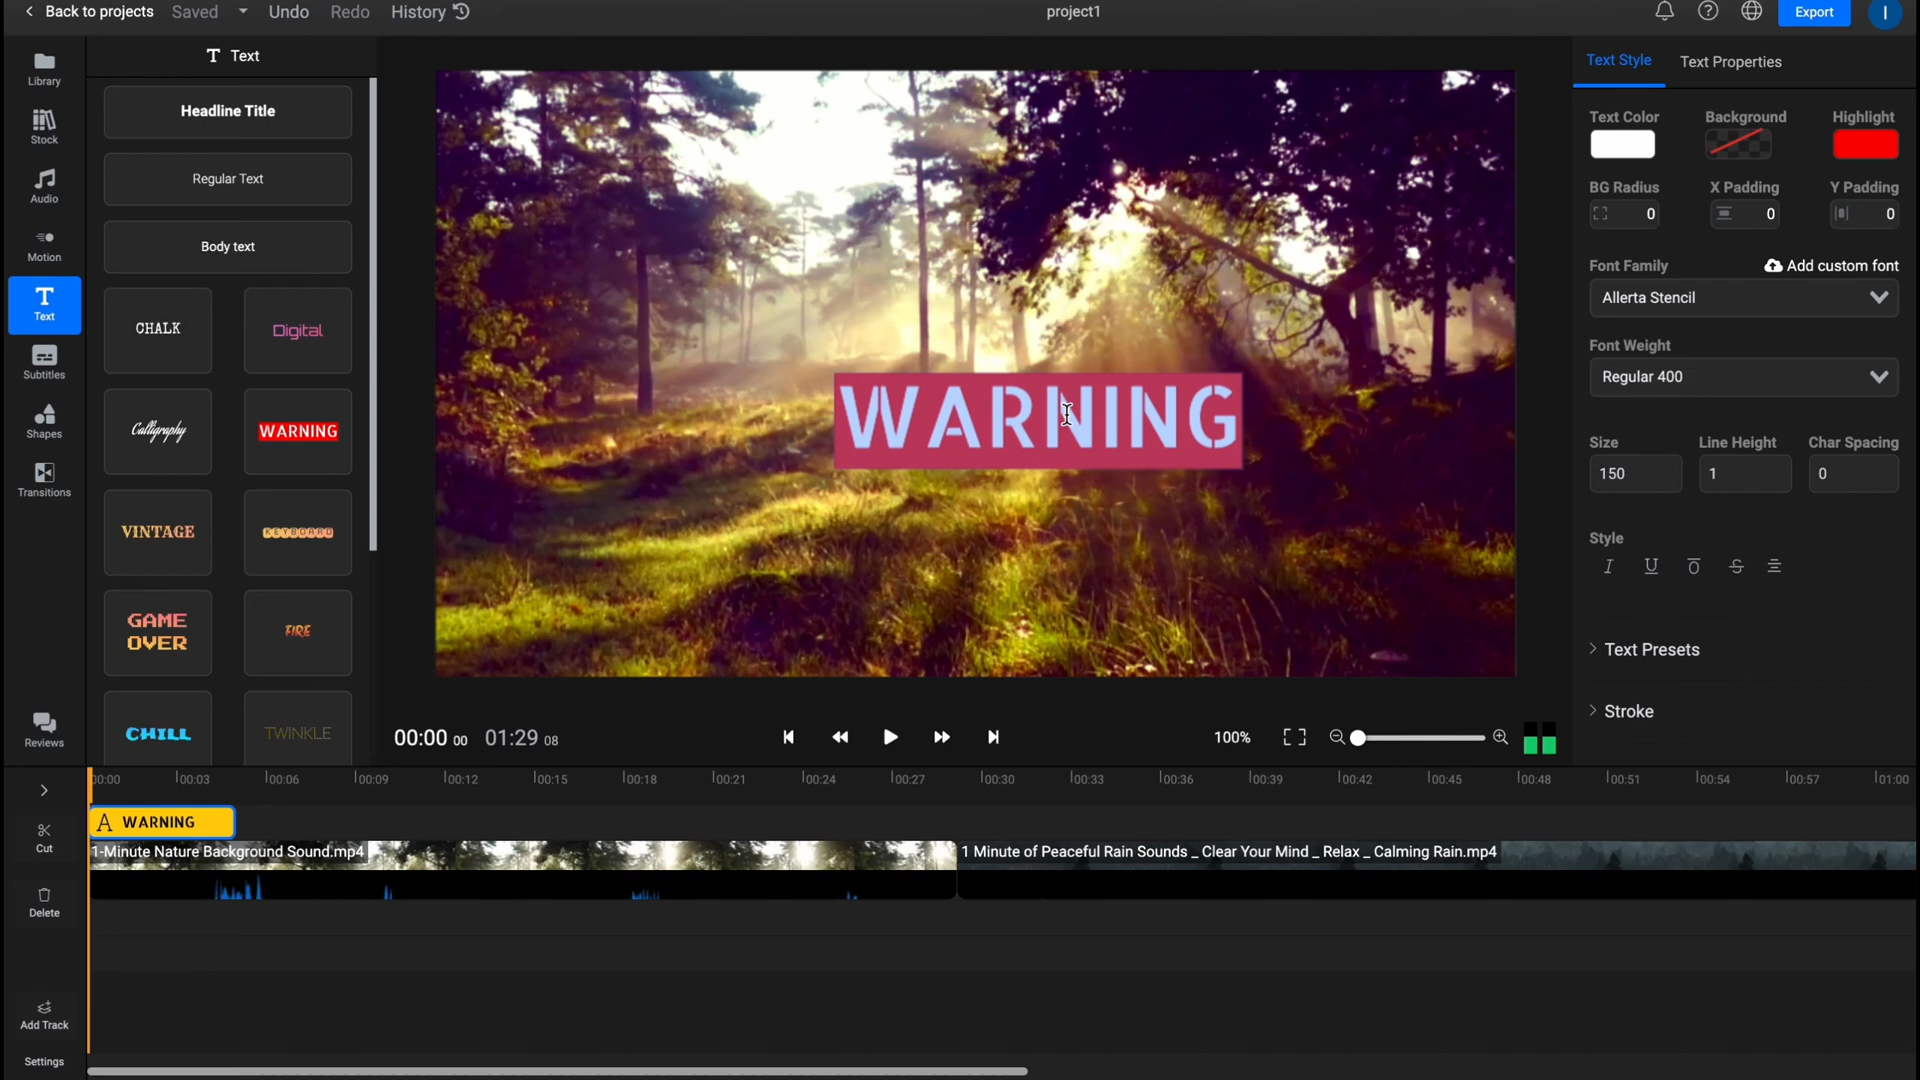 Back to projects
Saved
Undo
Redo
History
project1
Export
I
Library
Stock
Audio
Motion
Text
Subtitles
Shapes
Transitions
Reviews
Text
Headline Title
Regular Text
Body text
CHALK
Digital
Calligraphy
WARNING
VINTAGE
KEYBOARD
GAME
OVER
FIRE
CHILL
TWINKLE
WARNING
Text Style
Text Properties
Text Color
Background
Highlight
BG Radius
X Padding
Y Padding
0
0
0
Font Family
Add custom font
Allerta Stencil
Font Weight
Regular 400
Size
Line Height
Char Spacing
150
1
0
Style
Text Presets
Stroke
00:00 00
01:29 08
100%
00:00
00:03
00:06
00:09
00:12
00:15
00:18
00:21
00:24
00:27
00:30
00:33
00:36
00:39
00:42
00:45
00:48
00:51
00:54
00:57
01:00
A WARNING
1-Minute Nature Background Sound.mp4
1 Minute of Peaceful Rain Sounds _ Clear Your Mind _ Relax _ Calming Rain.mp4
Cut
Delete
Add Track
Settings